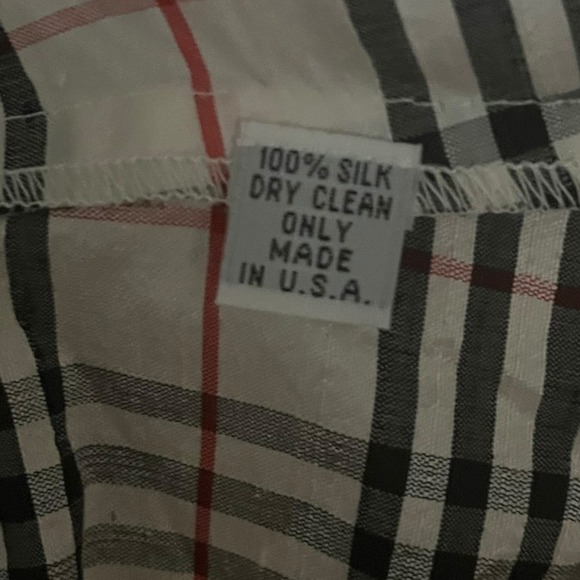 100% SILK
DRY CLEAN
ONLY
MADE
IN U.S.A.